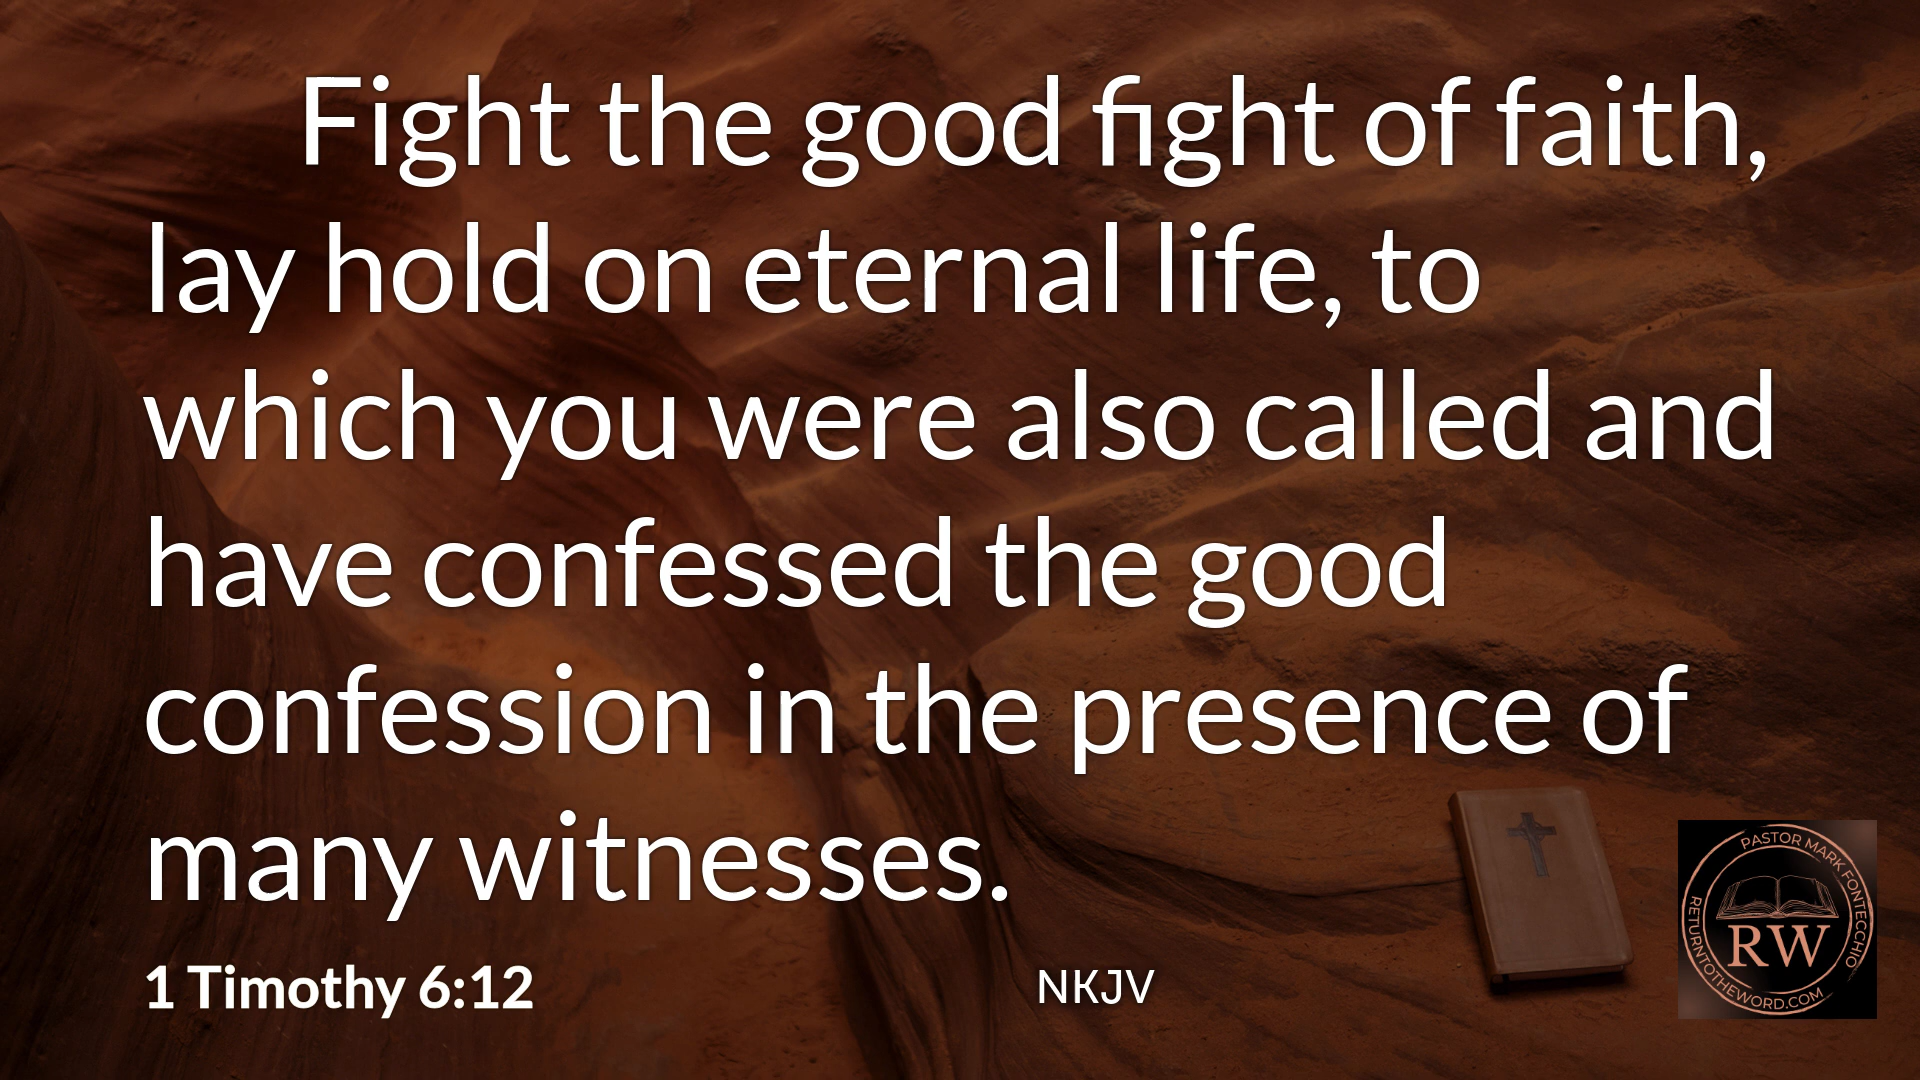 Fight the good fight of faith,
lay hold on eternal life, to
which you were also called and
have confessed the good
confession in the presence of
many witnesses.
1 Timothy 6:12
NKJV
PASTOR MARK FONTECCHIO
RW
RETURNTOTHEWORD.COM